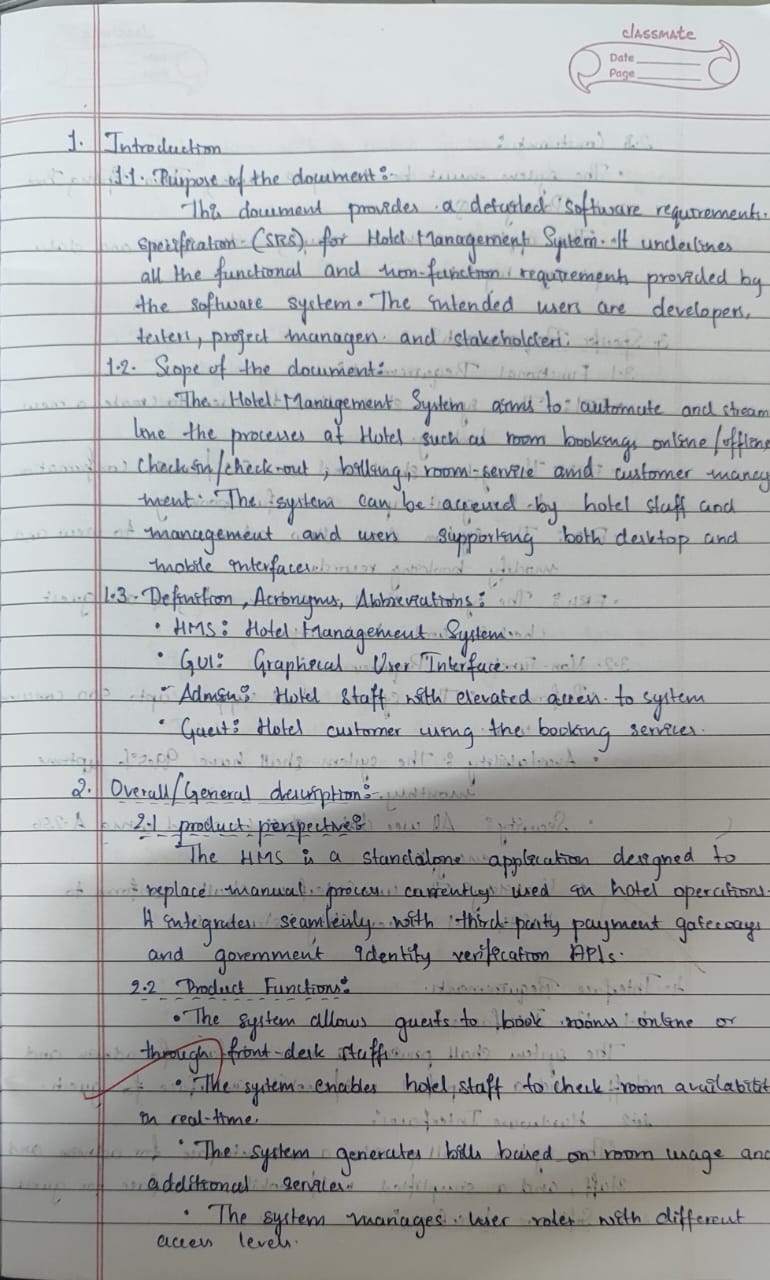 classmate
Date
Page
1. Introduction
1.1. Purpose of the document:-
This document provides a detailed software requirements.
Specification (SRS) for Hotel Management System. It underlines
all the functional and non-function requirements provided by
the software system. The intended users are developers,
testers, project managers and stakeholders.
1.2. Scope of the document:
The Hotel Management System aims to automate and stream
line the processes at Hotel such as room bookings online/offline
checkin/check-out, billing, room-service and customer manag
ment. The system can be accessed by hotel staff and
management and users supporting both desktop and
mobile interfaces.
1.3. Definition, Acronyms, Abbreviations:
• HMS: Hotel Management System.
• GUI: Graphical User Interface
- Admin: Hotel Staff with elevated access to system
• Guest: Hotel customer using the booking services.
2. Overall/General description:
2.1 product perspective:
The HMS is a standalone application designed to
replace manual process currently used in hotel operations.
It integrates seamlessly with third-party payment gateways
and government identity verification APIs.
2.2 Product Functions:
• The system allows guests to book rooms online or
through front-desk staff.
• The system enables hotel staff to check room availabilit
in real-time.
• The system generates bills based on room usage and
additional services.
• The system manages user roles with different
access levels.